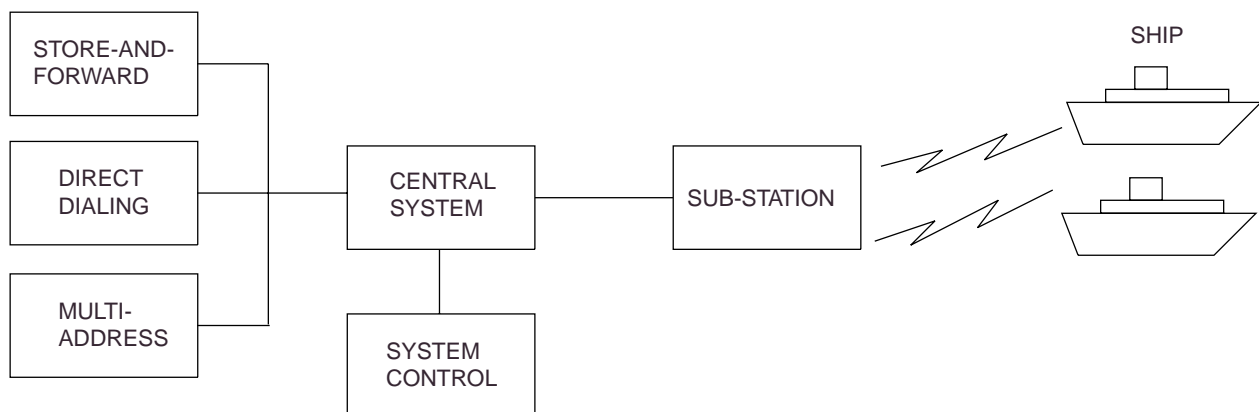 STORE-AND-
FORWARD
DIRECT
DIALING
MULTI-
ADDRESS
CENTRAL
SYSTEM
SYSTEM
CONTROL
SUB-STATION
SHIP